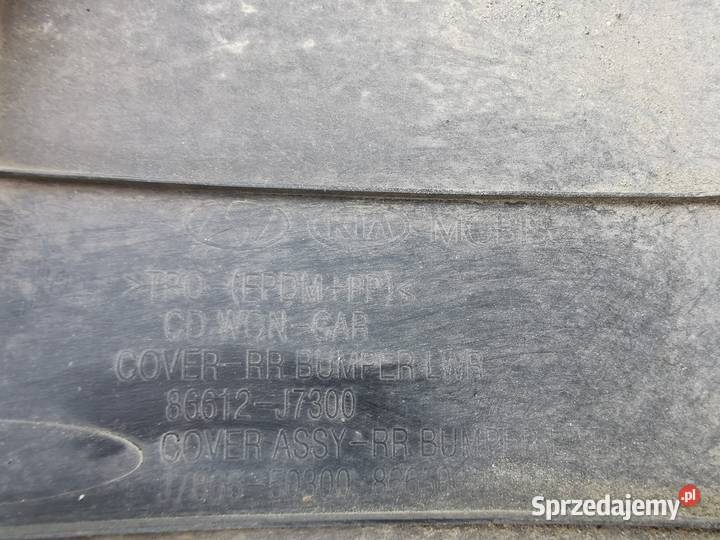 KIA MOBIS
>TPO (EPDM+PP)<
CD WGN-CAR
COVER-RR BUMPER LWR
86612-J7300
COVER ASSY-RR BUMPER
Sprzedajemy.pl